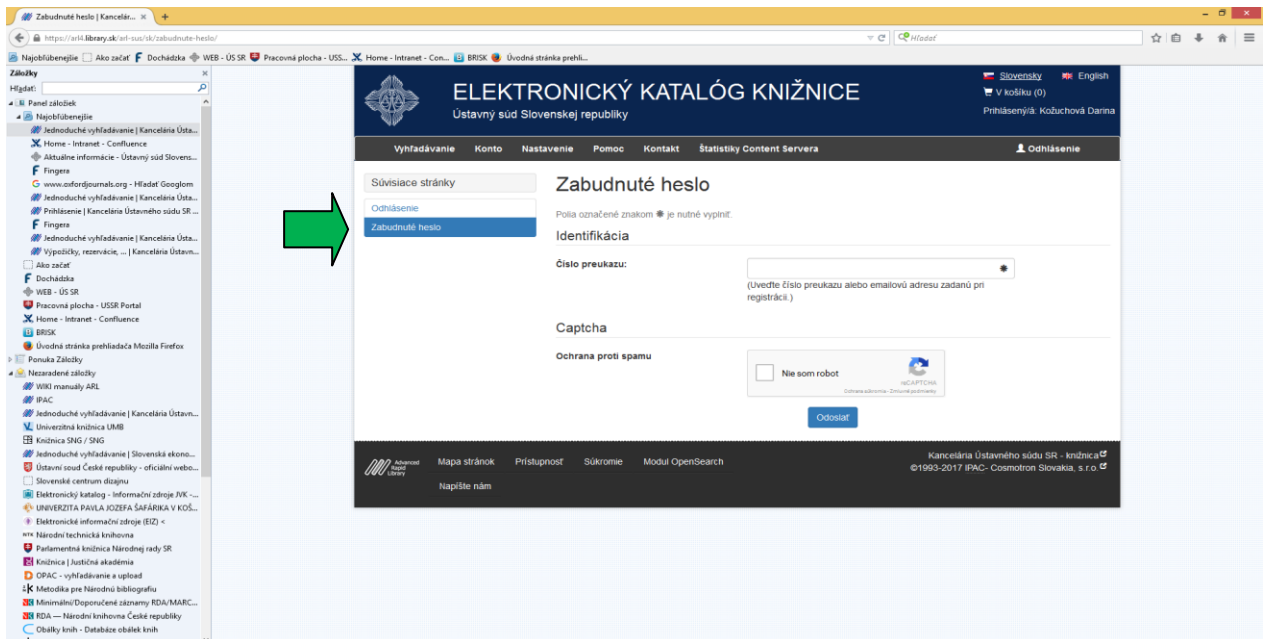 Zabudnuté heslo | Kancelár...
https://arl4.library.sk/arl-sus/sk/zabudnute-heslo/
Hľadať
Najobľúbenejšie Ako začať Dochádzka WEB - ÚS SR Pracovná plocha - USS... Home - Intranet - Con... BRISK Úvodná stránka prehli...
Záložky
Hľadať:
Panel záložiek
Najobľúbenejšie
Jednoduché vyhľadávanie | Kancelária Ústa...
Home - Intranet - Confluence
Aktuálne informácie - Ústavný súd Slovens...
Fingera
www.oxfordjournals.org - Hľadať Googlom
Jednoduché vyhľadávanie | Kancelária Ústa...
Prihlásenie | Kancelária Ústavného súdu SR ...
Fingera
Jednoduché vyhľadávanie | Kancelária Ústa...
Výpožičky, rezervácie, ... | Kancelária Ústavn...
Ako začať
Dochádzka
WEB - ÚS SR
Pracovná plocha - USSR Portal
Home - Intranet - Confluence
BRISK
Úvodná stránka prehliadača Mozilla Firefox
Ponuka Záložky
Nezaradené záložky
WIKI manuály ARL
IPAC
Jednoduché vyhľadávanie | Kancelária Ústavn...
Univerzitná knižnica UMB
Knižnica SNG / SNG
Jednoduché vyhľadávanie | Slovenská ekono...
Ústavní soud České republiky - oficiální webo...
Slovenské centrum dizajnu
Elektronický katalog - Informační zdroje JVK -...
UNIVERZITA PAVLA JOZEFA ŠAFÁRIKA V KOŠ...
Elektronické informační zdroje (EIZ) <
Národní technická knihovna
Parlamentná knižnica Národnej rady SR
Knižnica | Justičná akadémia
OPAC - vyhľadávanie a upload
Metodika pre Národnú bibliografiu
Minimální/Doporučené záznamy RDA/MARC...
RDA — Národní knihovna České republiky
Obálky knih - Databáze obálek knih
ELEKTRONICKÝ KATALÓG KNIŽNICE
Ústavný súd Slovenskej republiky
Slovensky English
V košíku (0)
Prihlásený/á: Kožuchová Darina
Vyhľadávanie Konto Nastavenie Pomoc Kontakt Štatistiky Content Servera Odhlásenie
Súvisiace stránky
Odhlásenie
Zabudnuté heslo
Zabudnuté heslo
Polia označené znakom ✹ je nutné vyplniť.
Identifikácia
Číslo preukazu:
✹
(Uveďte číslo preukazu alebo emailovú adresu zadanú pri
registrácii.)
Captcha
Ochrana proti spamu
Nie som robot
reCAPTCHA
Ochrana súkromia - Zmluvné podmienky
Odoslať
Advanced
Rapid
Library
Mapa stránok Prístupnosť Súkromie Modul OpenSearch
Napíšte nám
Kancelária Ústavného súdu SR - knižnica
©1993-2017 IPAC- Cosmotron Slovakia, s.r.o.